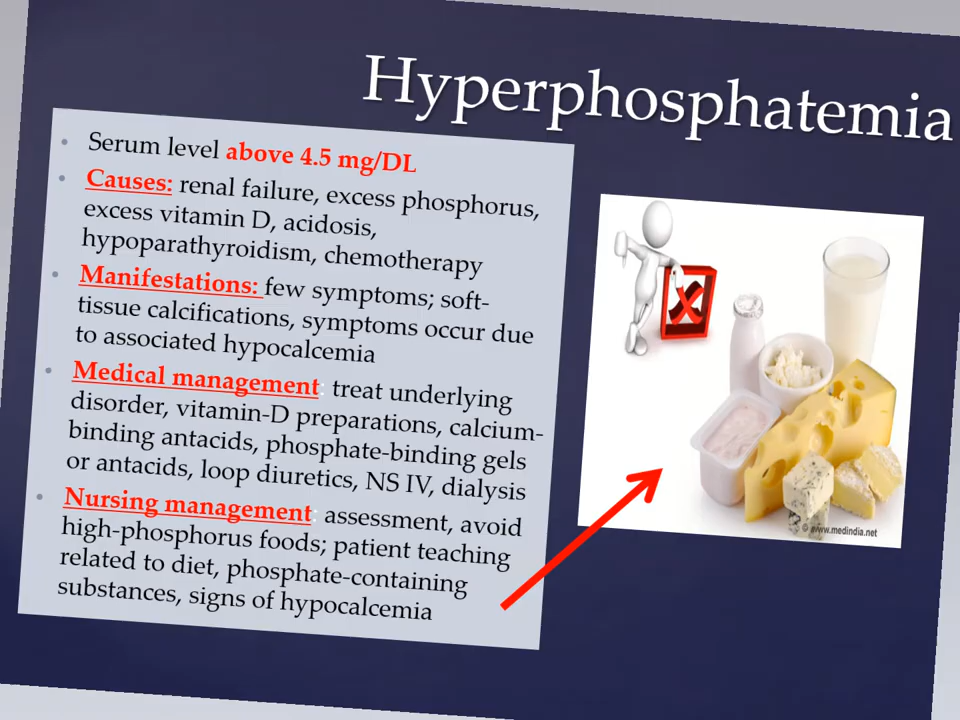 Hyperphosphatemia
• Serum level above 4.5 mg/DL
• Causes: renal failure, excess phosphorus,
excess vitamin D, acidosis,
hypoparathyroidism, chemotherapy
• Manifestations: few symptoms; soft-
tissue calcifications, symptoms occur due
to associated hypocalcemia
• Medical management: treat underlying
disorder, vitamin-D preparations, calcium-
binding antacids, phosphate-binding gels
or antacids, loop diuretics, NS IV, dialysis
• Nursing management: assessment, avoid
high-phosphorus foods; patient teaching
related to diet, phosphate-containing
substances, signs of hypocalcemia
© www.medindia.net